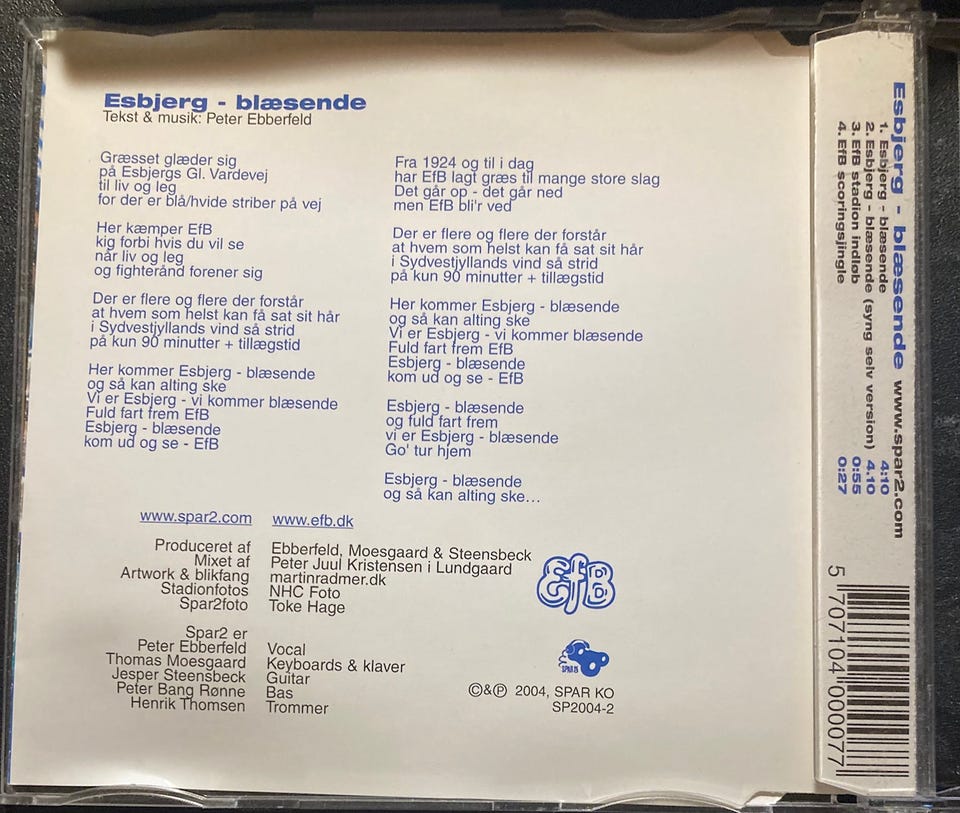 Esbjerg - blæsende
Tekst & musik: Peter Ebberfeld
Græsset glæder sig
på Esbjergs Gl. Vardevej
til liv og leg
for der er blå/hvide striber på vej
Her kæmper EfB
kig forbi hvis du vil se
når liv og leg
og fighterånd forener sig
Der er flere og flere der forstår
at hvem som helst kan få sat sit hår
i Sydvestjyllands vind så strid
på kun 90 minutter + tillægstid
Her kommer Esbjerg - blæsende
og så kan alting ske
Vi er Esbjerg - vi kommer blæsende
Fuld fart frem EfB
Esbjerg - blæsende
kom ud og se - EfB
Fra 1924 og til i dag
har EfB lagt græs til mange store slag
Det går op - det går ned
men EfB bli'r ved
Der er flere og flere der forstår
at hvem som helst kan få sat sit hår
i Sydvestjyllands vind så strid
på kun 90 minutter + tillægstid
Her kommer Esbjerg - blæsende
og så kan alting ske
Vi er Esbjerg - vi kommer blæsende
Fuld fart frem EfB
Esbjerg - blæsende
kom ud og se - EfB
Esbjerg - blæsende
og fuld fart frem
vi er Esbjerg - blæsende
Go' tur hjem
Esbjerg - blæsende
og så kan alting ske...
www.spar2.com www.efb.dk
Produceret af Ebberfeld, Moesgaard & Steensbeck
Mixet af Peter Juul Kristensen i Lundgaard
Artwork & blikfang martinradmer.dk
Stadionfotos NHC Foto
Spar2foto Toke Hage
Spar2 er
Peter Ebberfeld Vocal
Thomas Moesgaard Keyboards & klaver
Jesper Steensbeck Guitar
Peter Bang Rønne Bas
Henrik Thomsen Trommer
EfB
©&℗ 2004, SPAR KO
SP2004-2
Esbjerg - blæsende www.spar2.com
1. Esbjerg - blæsende 4:10
2. Esbjerg - blæsende (syng selv version) 4.10
3. EfB stadion indløb 0:55
4. EfB scoringsjingle 0:27
5 707104 000077